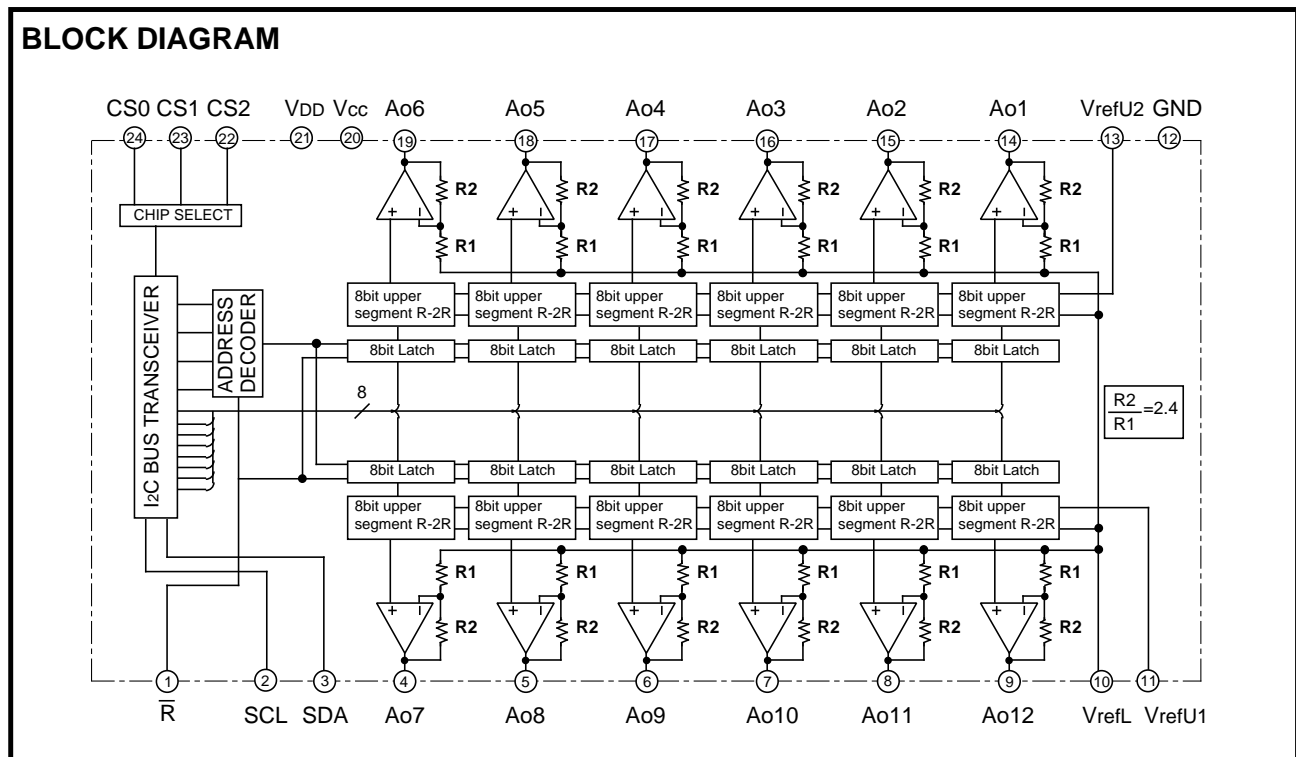 BLOCK DIAGRAM
CS0 CS1 CS2 VDD Vcc Ao6 Ao5 Ao4 Ao3 Ao2 Ao1 VrefU2 GND
24 23 22 21 20 19 18 17 16 15 14 13 12
R2 R2 R2 R2 R2 R2
+ − + − + − + − + − + −
CHIP SELECT
R1 R1 R1 R1 R1 R1
I2C BUS TRANSCEIVER
ADDRESS
DECODER
8bit upper 8bit upper 8bit upper 8bit upper 8bit upper 8bit upper
segment R-2R segment R-2R segment R-2R segment R-2R segment R-2R segment R-2R
8bit Latch 8bit Latch 8bit Latch 8bit Latch 8bit Latch 8bit Latch
8
R2
R1
=2.4
8bit Latch 8bit Latch 8bit Latch 8bit Latch 8bit Latch 8bit Latch
8bit upper 8bit upper 8bit upper 8bit upper 8bit upper 8bit upper
segment R-2R segment R-2R segment R-2R segment R-2R segment R-2R segment R-2R
R1 R1 R1 R1 R1 R1
+ − + − + − + − + − + −
R2 R2 R2 R2 R2 R2
1 2 3 4 5 6 7 8 9 10 11
R̅ SCL SDA Ao7 Ao8 Ao9 Ao10 Ao11 Ao12 VrefL VrefU1